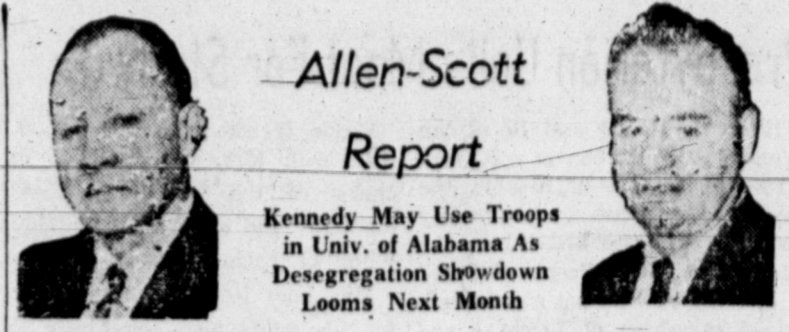 Allen-Scott
Report
Kennedy May Use Troops
in Univ. of Alabama As
Desegregation Showdown
Looms Next Month